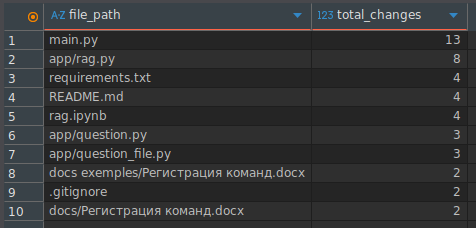 A-Z file_path 123 total_changes
1 main.py 13
2 app/rag.py 8
3 requirements.txt 4
4 README.md 4
5 rag.ipynb 4
6 app/question.py 3
7 app/question_file.py 3
8 docs exemples/Регистрация команд.docx 2
9 .gitignore 2
10 docs/Регистрация команд.docx 2